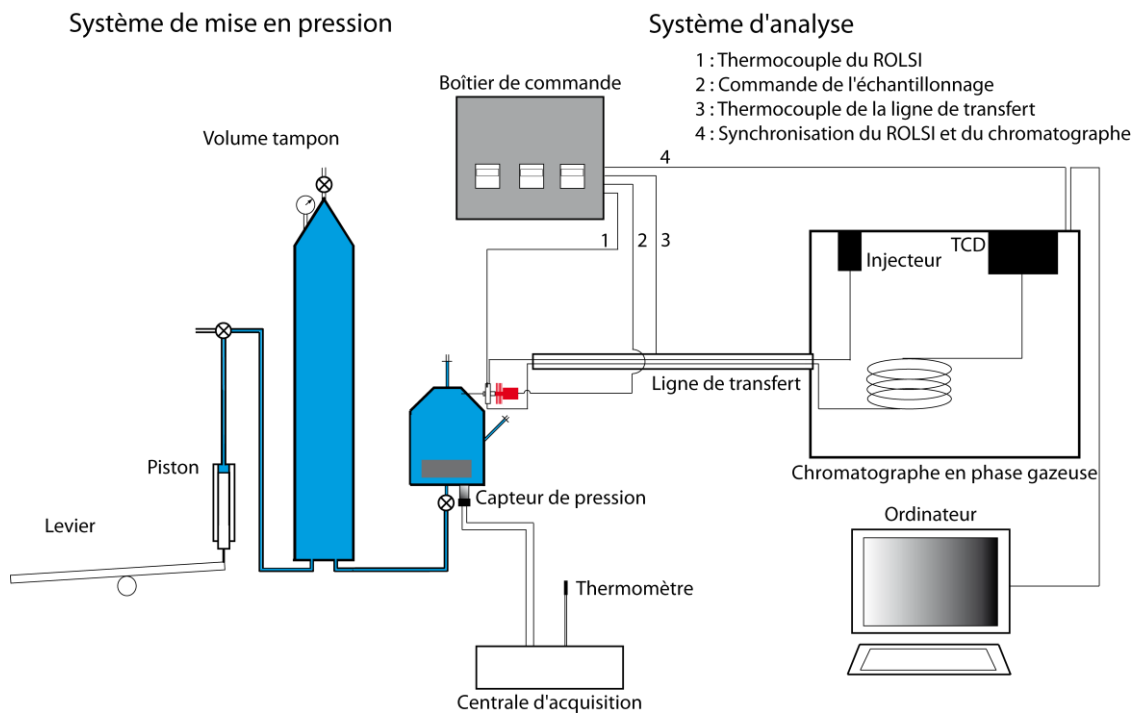 Système de mise en pression
Système d'analyse
1 : Thermocouple du ROLSI
2 : Commande de l'échantillonnage
3 : Thermocouple de la ligne de transfert
4 : Synchronisation du ROLSI et du chromatographe
Boîtier de commande
Volume tampon
4
1
2
3
TCD
Injecteur
Ligne de transfert
Piston
Chromatographe en phase gazeuse
Capteur de pression
Levier
Ordinateur
Thermomètre
Centrale d'acquisition